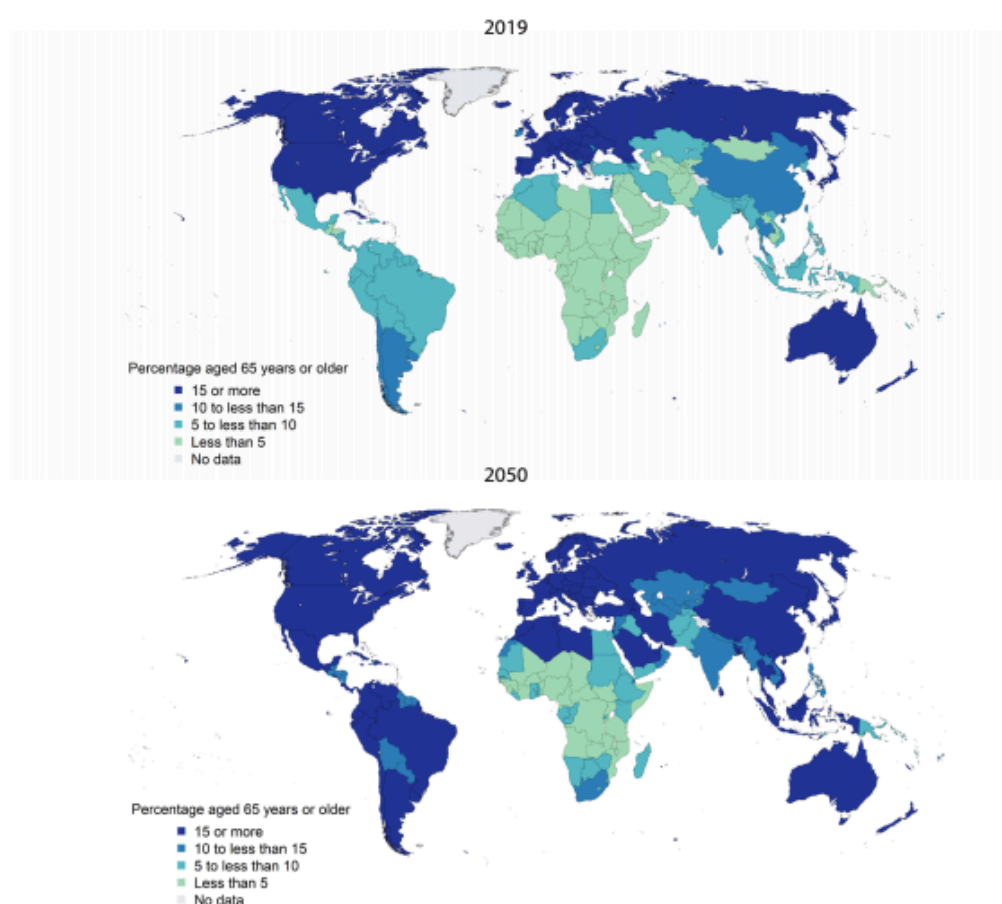 2019
Percentage aged 65 years or older
15 or more
10 to less than 15
5 to less than 10
Less than 5
No data
2050
Percentage aged 65 years or older
15 or more
10 to less than 15
5 to less than 10
Less than 5
No data